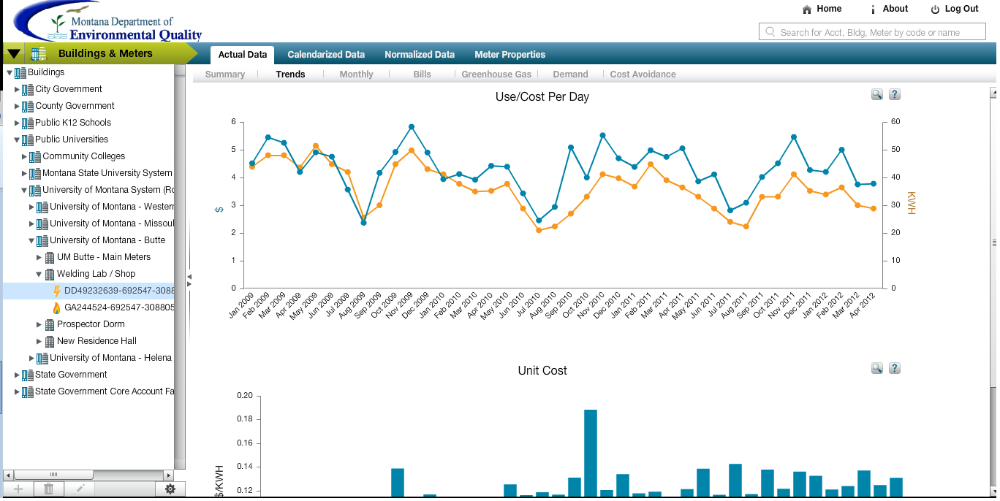 Montana Department of
Environmental Quality
Home
About
Log Out
Search for Acct, Bldg, Meter by code or name
Buildings & Meters
Actual Data
Calendarized Data
Normalized Data
Meter Properties
Summary
Trends
Monthly
Bills
Greenhouse Gas
Demand
Cost Avoidance
Buildings
City Government
County Government
Public K12 Schools
Public Universities
Community Colleges
Montana State University System
University of Montana System (Ro
University of Montana - Western
University of Montana - Missoul
University of Montana - Butte
UM Butte - Main Meters
Welding Lab / Shop
DD49232639-692547-3088
GA244524-692547-308805
Prospector Dorm
New Residence Hall
University of Montana - Helena
State Government
State Government Core Account Fa
Use/Cost Per Day
?
6
5
4
3
2
1
0
$
60
50
40
30
20
10
0
KWH
Jan 2009
Feb 2009
Mar 2009
Apr 2009
May 2009
Jun 2009
Jul 2009
Aug 2009
Sep 2009
Oct 2009
Nov 2009
Dec 2009
Jan 2010
Feb 2010
Mar 2010
Apr 2010
May 2010
Jun 2010
Jul 2010
Aug 2010
Sep 2010
Oct 2010
Nov 2010
Dec 2010
Jan 2011
Feb 2011
Mar 2011
Apr 2011
May 2011
Jun 2011
Jul 2011
Aug 2011
Sep 2011
Oct 2011
Nov 2011
Dec 2011
Jan 2012
Feb 2012
Mar 2012
Apr 2012
Unit Cost
?
0.20
0.18
0.16
0.14
0.12
$/KWH